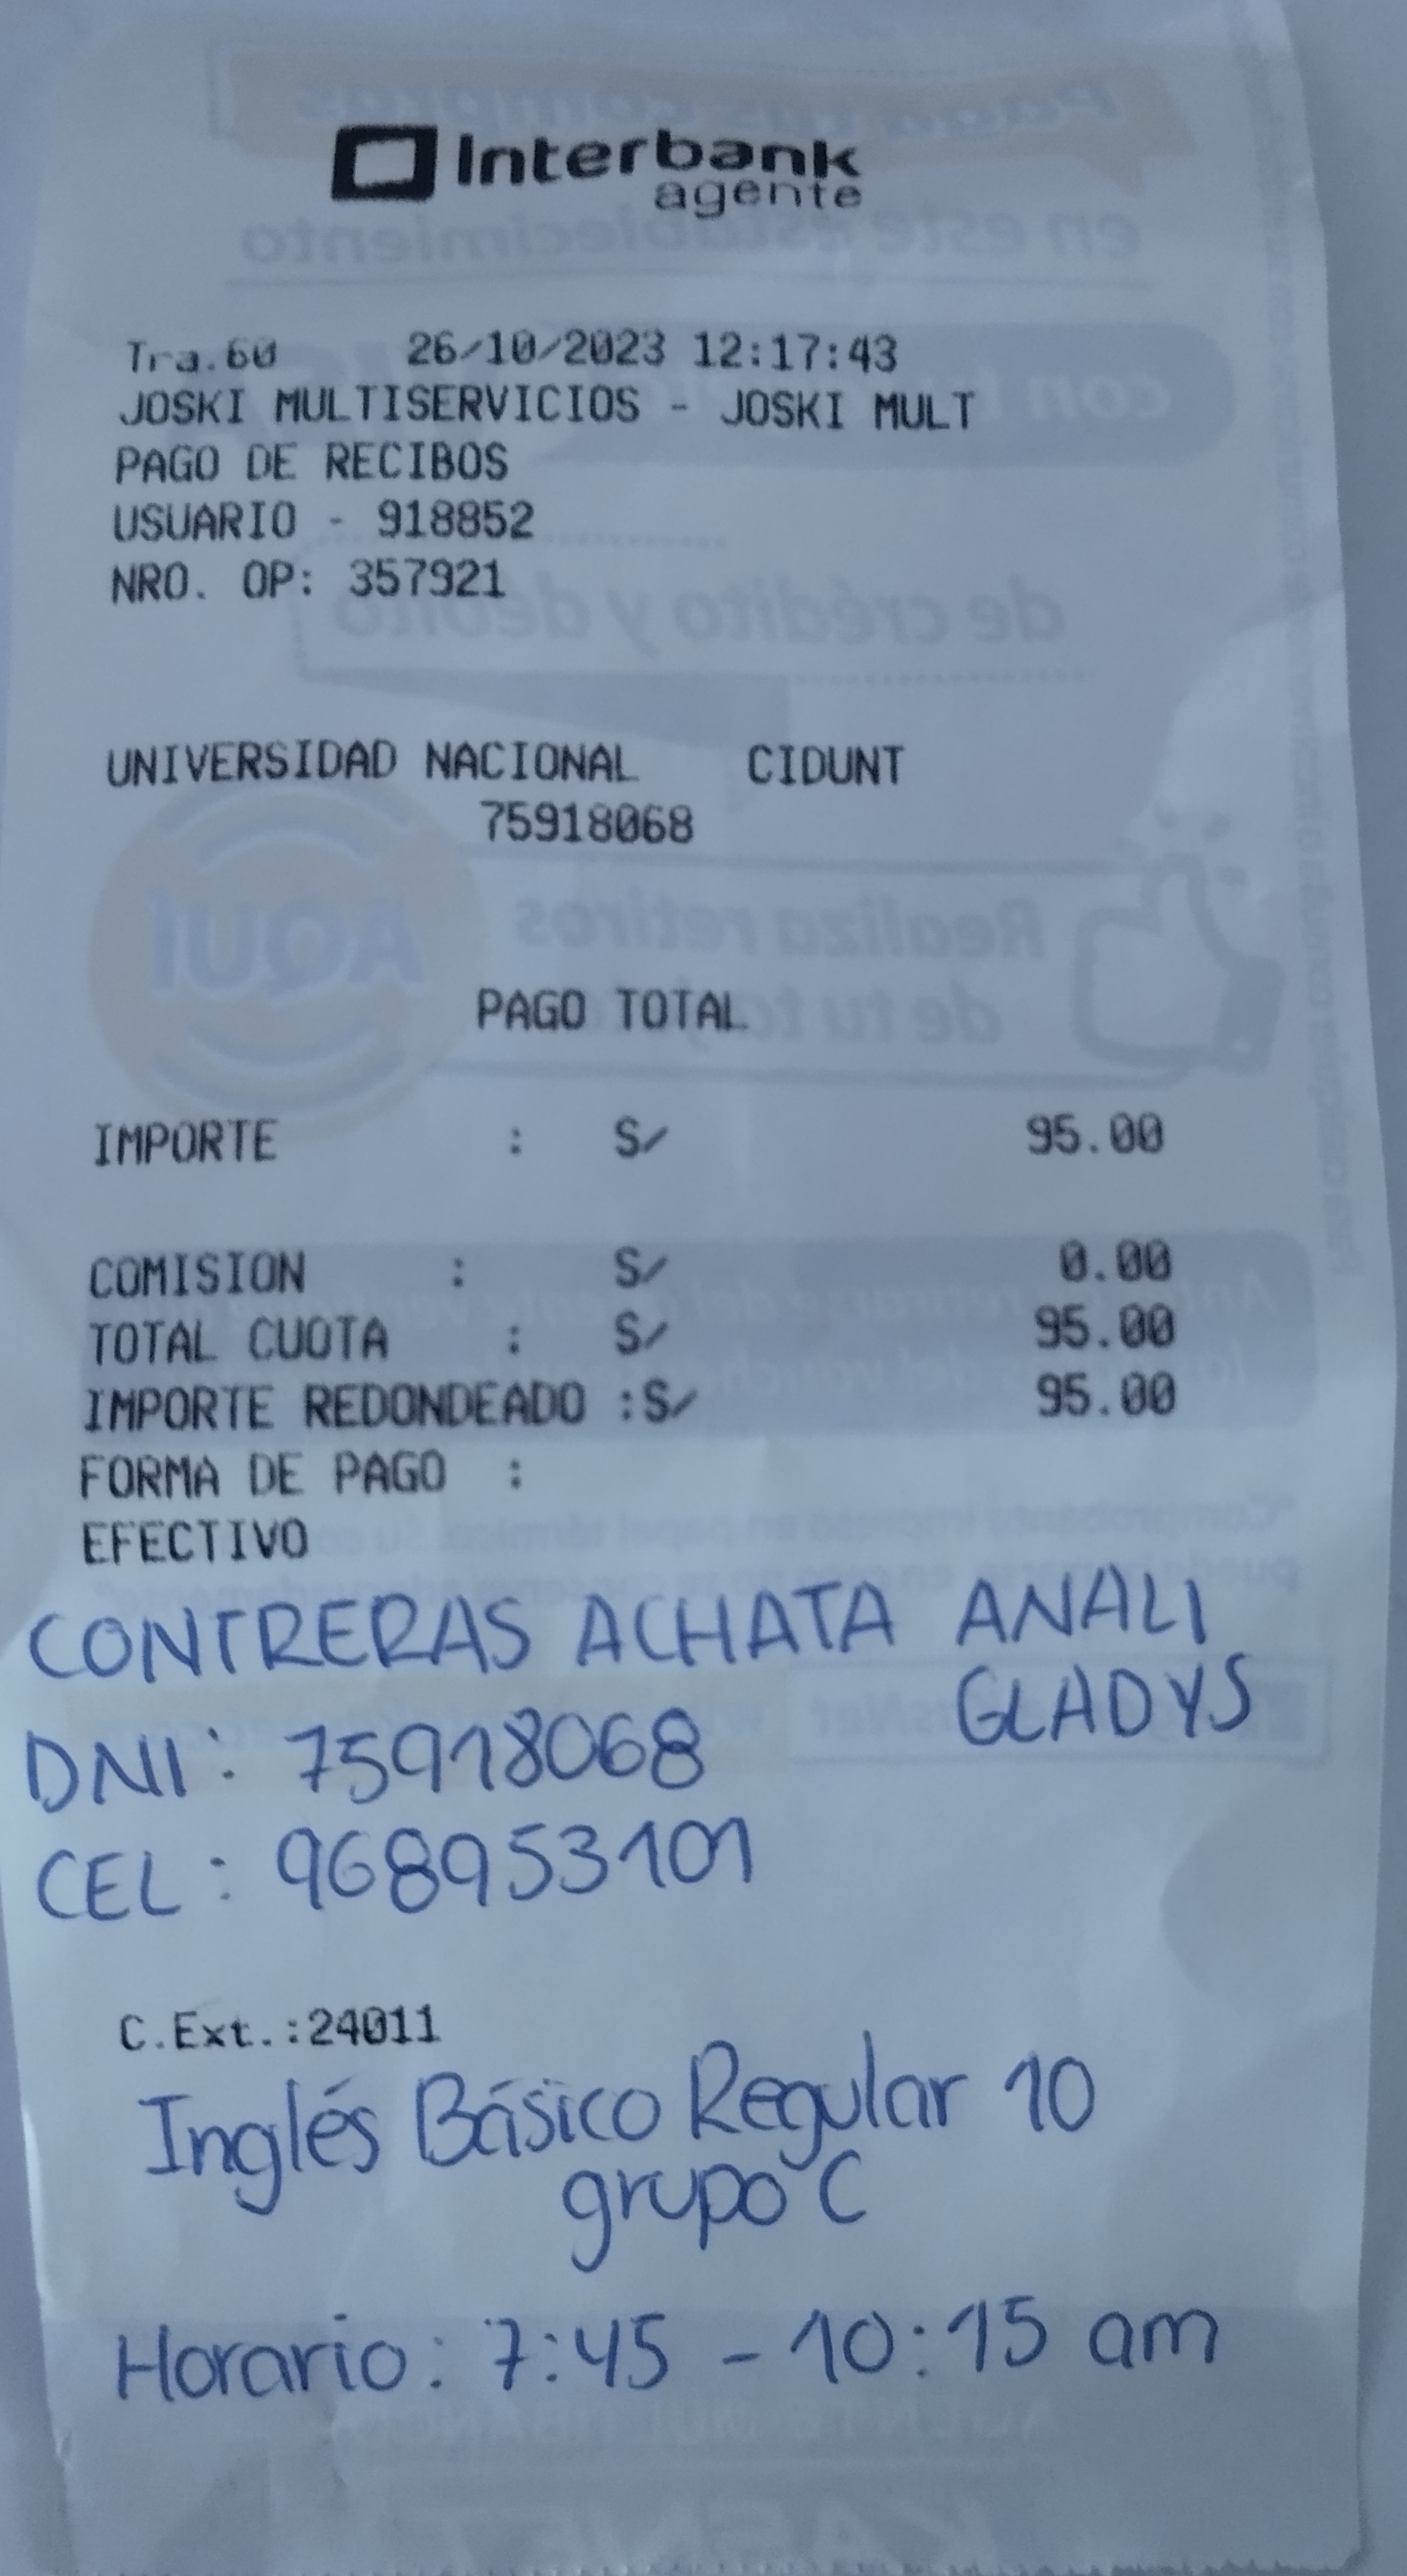 Interbank
agente
Tra.60 26/10/2023 12:17:43
JOSKI MULTISERVICIOS - JOSKI MULT
PAGO DE RECIBOS
USUARIO - 918852
NRO. OP: 357921
UNIVERSIDAD NACIONAL CIDUNT
75918068
PAGO TOTAL
IMPORTE : S/ 95.00
COMISION : S/ 0.00
TOTAL CUOTA : S/ 95.00
IMPORTE REDONDEADO :S/ 95.00
FORMA DE PAGO :
EFECTIVO
CONTRERAS ACHATA ANALI
GLADYS
DNI: 75918068
CEL: 968953101
C.Ext.:24011
Inglés Básico Regular 10
grupo C
Horario: 7:45 - 10:15 am